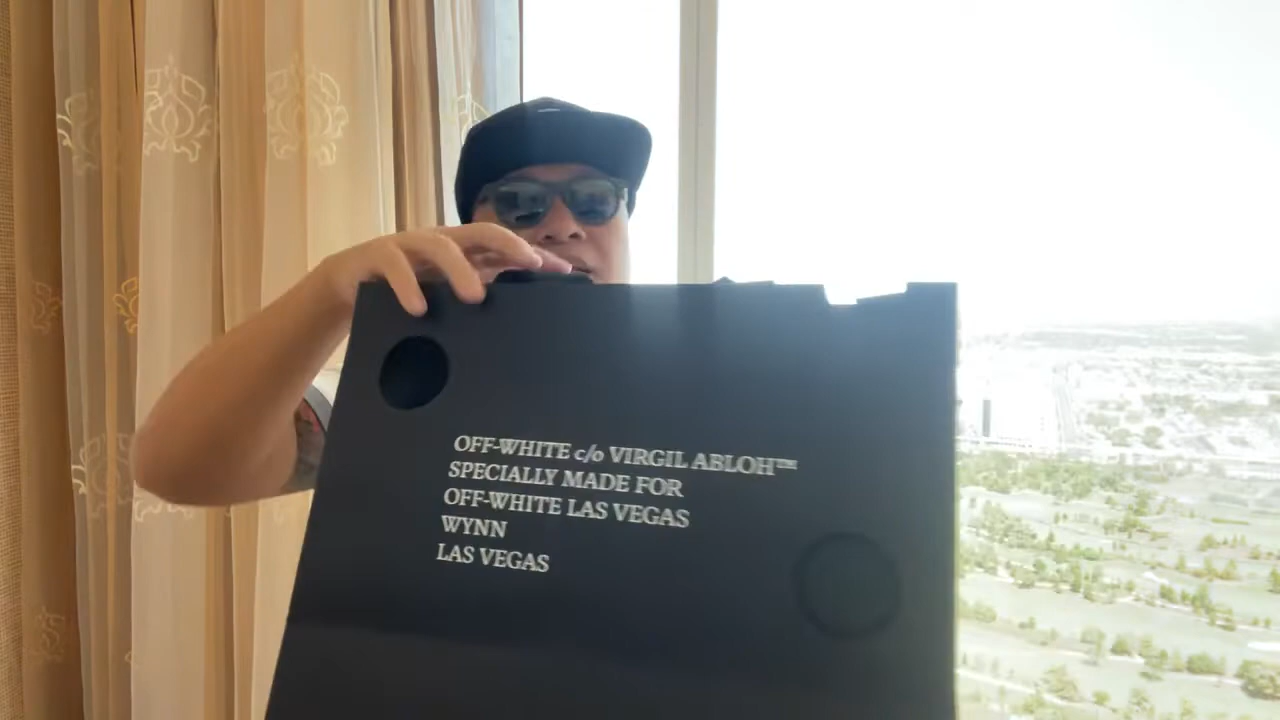 OFF-WHITE c/o VIRGIL ABLOH™
SPECIALLY MADE FOR
OFF-WHITE LAS VEGAS
WYNN
LAS VEGAS